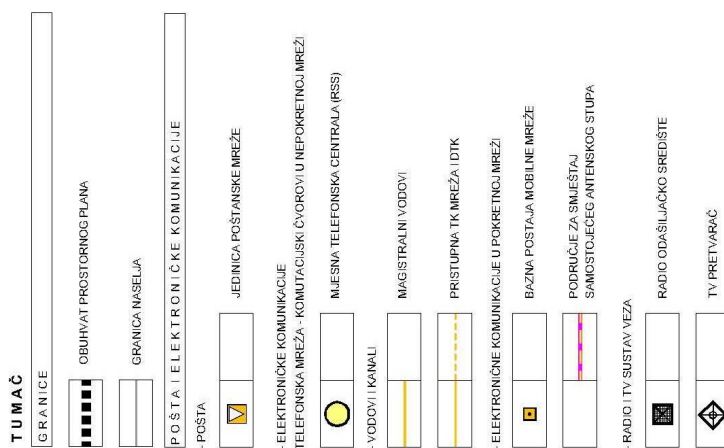 TUMAČ
GRANICE
OBUHVAT PROSTORNOG PLANA
GRANICA NASELJA
POŠTA I ELEKTRONIČKE KOMUNIKACIJE
- POŠTA
JEDINICA POŠTANSKE MREŽE
- ELEKTRONIČKE KOMUNIKACIJE
TELEFONSKA MREŽA - KOMUTACIJSKI ČVOROVI U NEPOKRETNOJ MREŽI
MJESNA TELEFONSKA CENTRALA (RSS)
- VODOVI I KANALI
MAGISTRALNI VODOVI
PRISTUPNA TK MREŽA I DTK
- ELEKTRONIČNE KOMUNIKACIJE U POKRETNOJ MREŽI
BAZNA POSTAJA MOBILNE MREŽE
PODRUČJE ZA SMJEŠTAJ
SAMOSTOJEĆEG ANTENSKOG STUPA
- RADIO I TV SUSTAV VEZA
RADIO ODAŠILJAČKO SREDIŠTE
TV PRETVARAČ